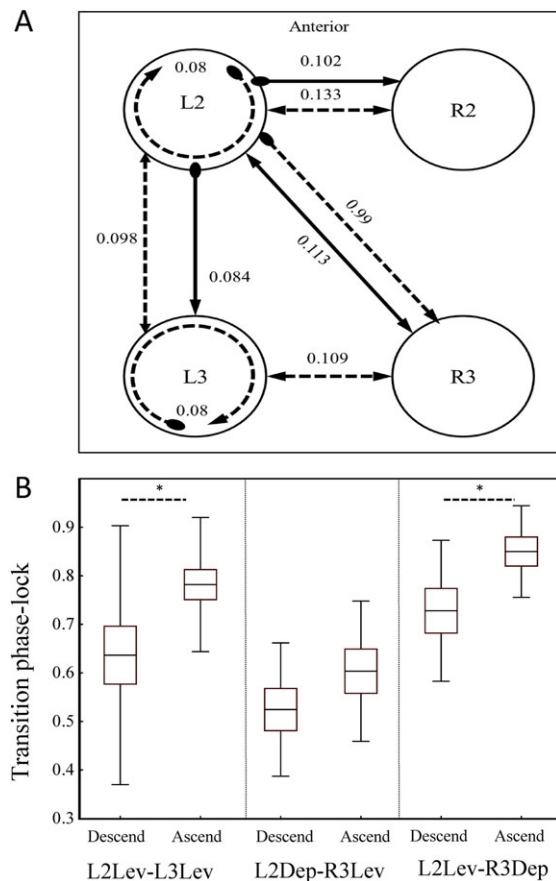 A
Anterior
0.08
L2
0.102
0.133
R2
0.098
0.084
0.99
0.113
L3
0.08
0.109
R3
B
Transition phase-lock
0.9
0.8
0.7
0.6
0.5
0.4
0.3
*
*
Descend Ascend Descend Ascend Descend Ascend
L2Lev-L3Lev L2Dep-R3Lev L2Lev-R3Dep